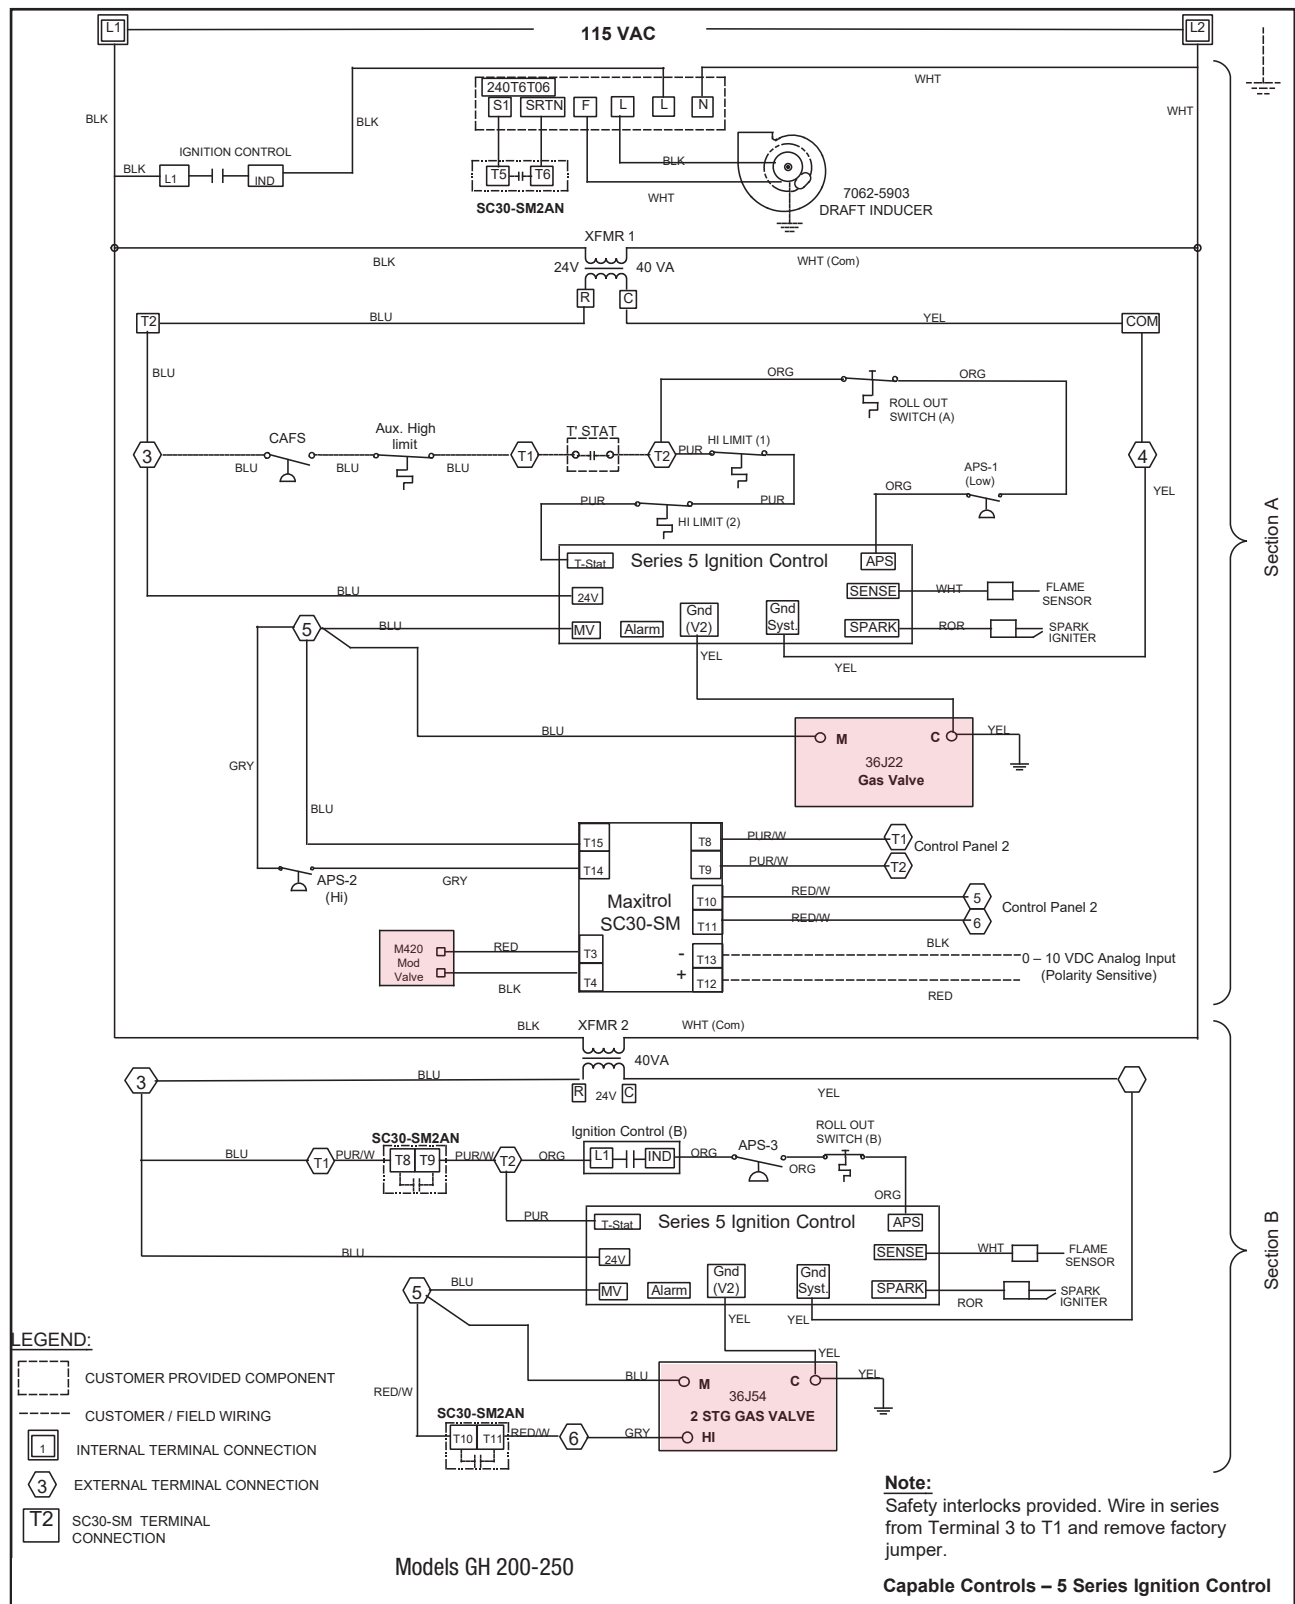 L1
115 VAC
L2
240T6T06
WHT
S1 SRTN F L L N
BLK
BLK
WHT
IGNITION CONTROL
BLK
L1
IND
BLK
T5 T6
WHT
SC30-SM2AN
7062-5903
DRAFT INDUCER
XFMR 1
BLK
24V
40 VA
WHT (Com)
R
C
T2
BLU
YEL
COM
BLU
ORG
ORG
ROLL OUT
SWITCH (A)
CAFS
Aux. High
limit
T' STAT
HI LIMIT (1)
3
BLU
BLU
BLU
T1
T2
PUR
4
APS-1
(Low)
ORG
YEL
PUR
PUR
HI LIMIT (2)
Section A
T-Stat
Series 5 Ignition Control
APS
BLU
24V
SENSE
WHT
FLAME
SENSOR
Gnd
(V2)
Gnd
Syst.
5
BLU
MV
Alarm
SPARK
ROR
SPARK
IGNITER
YEL
YEL
BLU
M
C
YEL
36J22
Gas Valve
GRY
BLU
T15
T8
PUR/W
T1
Control Panel 2
T14
T9
PUR/W
T2
APS-2
(Hi)
GRY
Maxitrol
SC30-SM
T10
RED/W
5
Control Panel 2
T11
RED/W
6
M420
Mod
Valve
RED
T3
BLK
T4
-
T13
BLK
0 – 10 VDC Analog Input
(Polarity Sensitive)
+
T12
RED
BLK
XFMR 2
WHT (Com)
40VA
3
BLU
R
24V
C
YEL
SC30-SM2AN
Ignition Control (B)
APS-3
ROLL OUT
SWITCH (B)
BLU
T1
PUR/W
T8 T9
PUR/W
T2
ORG
L1
IND
ORG
ORG
ORG
PUR
T-Stat
Series 5 Ignition Control
APS
BLU
24V
SENSE
WHT
FLAME
SENSOR
Section B
Gnd
(V2)
Gnd
Syst.
5
BLU
MV
Alarm
SPARK
ROR
SPARK
IGNITER
YEL
YEL
YEL
BLU
M
C
YEL
36J54
2 STG GAS VALVE
HI
RED/W
SC30-SM2AN
T10 T11
RED/W
6
GRY
LEGEND:
CUSTOMER PROVIDED COMPONENT
CUSTOMER / FIELD WIRING
1
INTERNAL TERMINAL CONNECTION
3
EXTERNAL TERMINAL CONNECTION
T2
SC30-SM TERMINAL
CONNECTION
Note:
Safety interlocks provided. Wire in series
from Terminal 3 to T1 and remove factory
jumper.
Models GH 200-250
Capable Controls – 5 Series Ignition Control